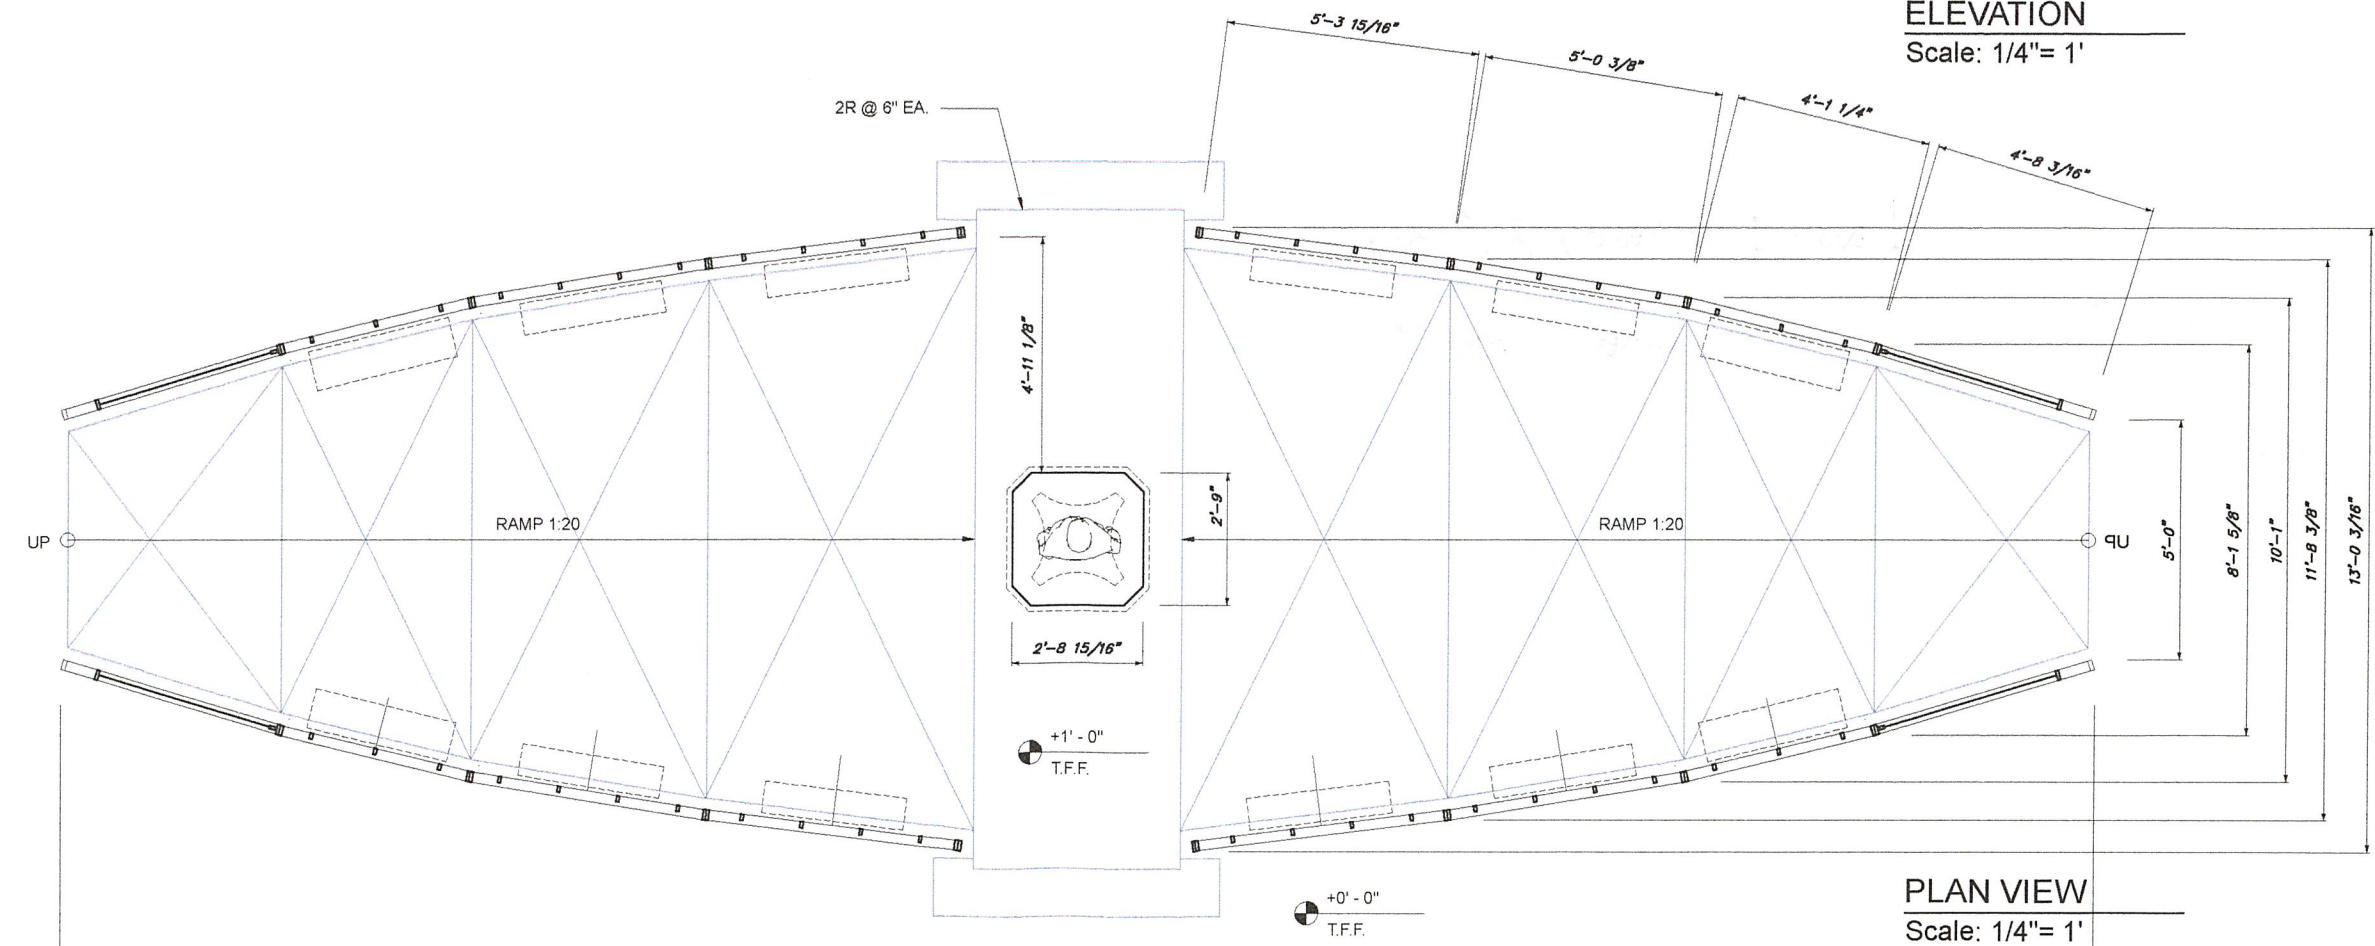 ELEVATION
Scale: 1/4"= 1'
5'-3 15/16"
5'-0 3/8"
4'-1 1/4"
4'-8 3/16"
2R @ 6" EA.
4'-11 1/8"
RAMP 1:20
RAMP 1:20
UP
UP
2'-9"
2'-8 15/16"
5'-0"
8'-1 5/8"
10'-1"
11'-8 3/8"
13'-0 3/16"
+1' - 0"
T.F.F.
+0' - 0"
T.F.F.
PLAN VIEW
Scale: 1/4"= 1'